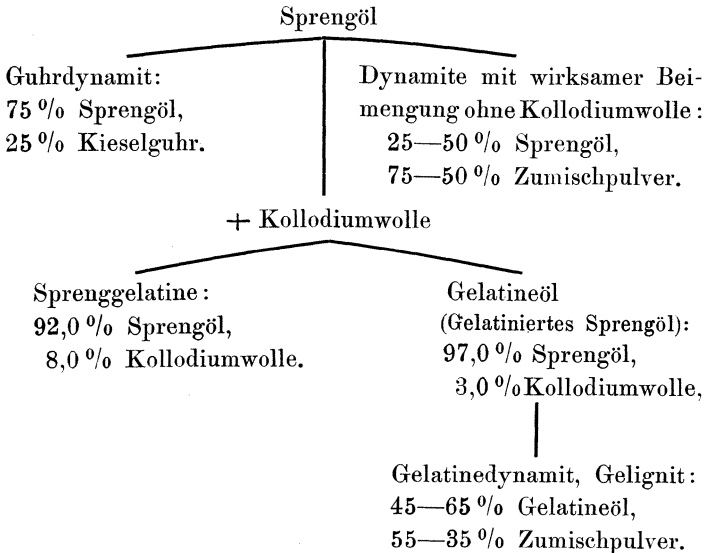 Sprengöl
Guhrdynamit:
75 % Sprengöl,
25 % Kieselguhr.
Dynamite mit wirksamer Bei-
mengung ohne Kollodiumwolle:
25—50 % Sprengöl,
75—50 % Zumischpulver.
+ Kollodiumwolle
Sprenggelatine:
92,0 % Sprengöl,
8,0 % Kollodiumwolle.
Gelatineöl
(Gelatiniertes Sprengöl):
97,0 % Sprengöl,
3,0 % Kollodiumwolle,
Gelatinedynamit, Gelignit:
45—65 % Gelatineöl,
55—35 % Zumischpulver.